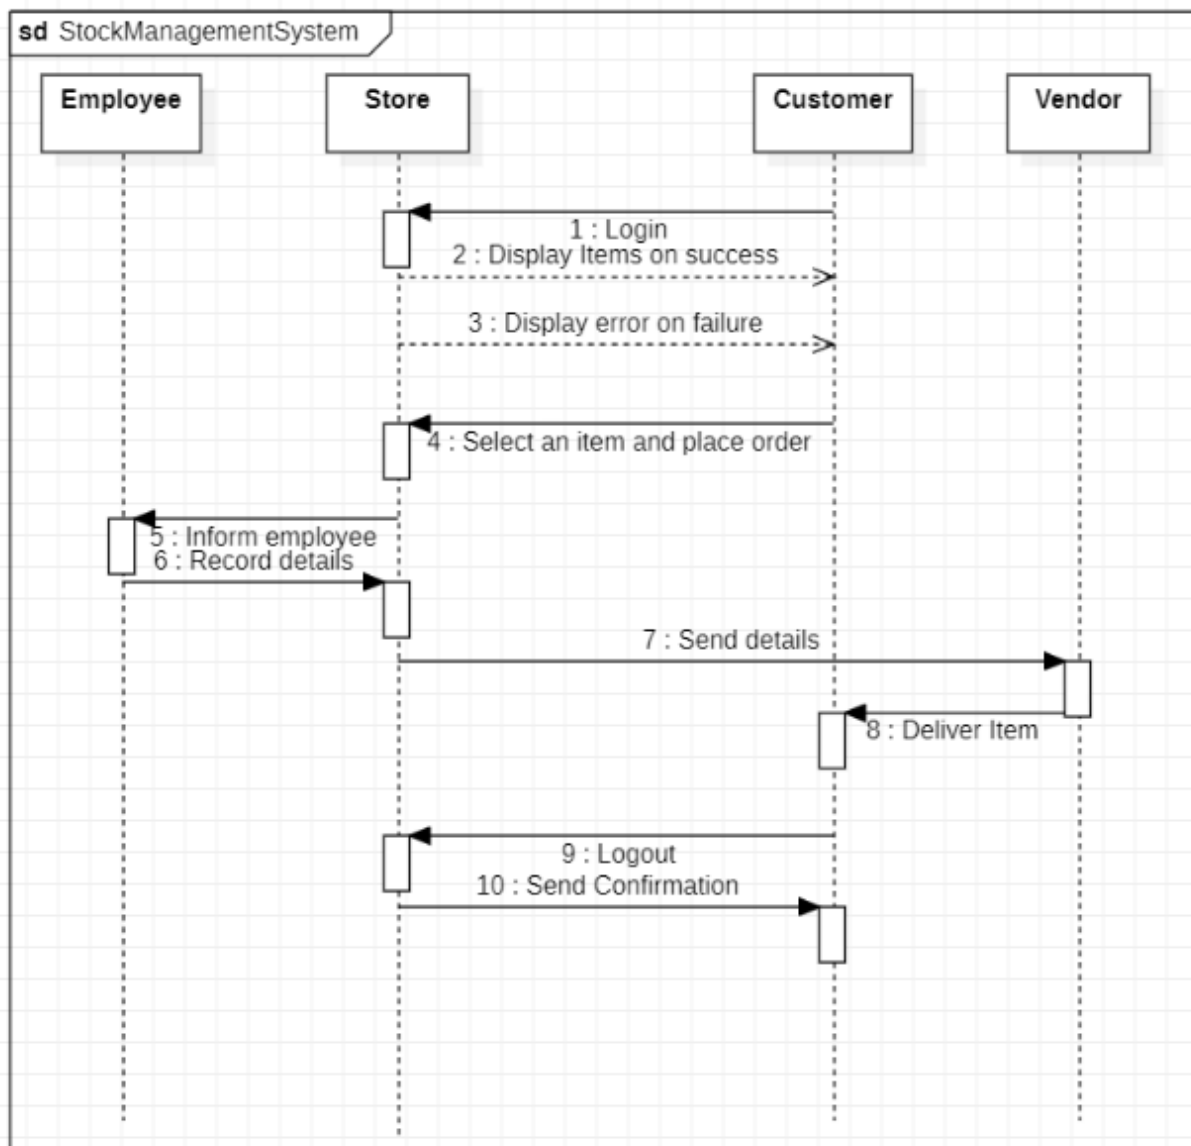 sd StockManagementSystem
Employee
Store
Customer
Vendor
1 : Login
2 : Display Items on success
3 : Display error on failure
4 : Select an item and place order
5 : Inform employee
6 : Record details
7 : Send details
8 : Deliver Item
9 : Logout
10 : Send Confirmation